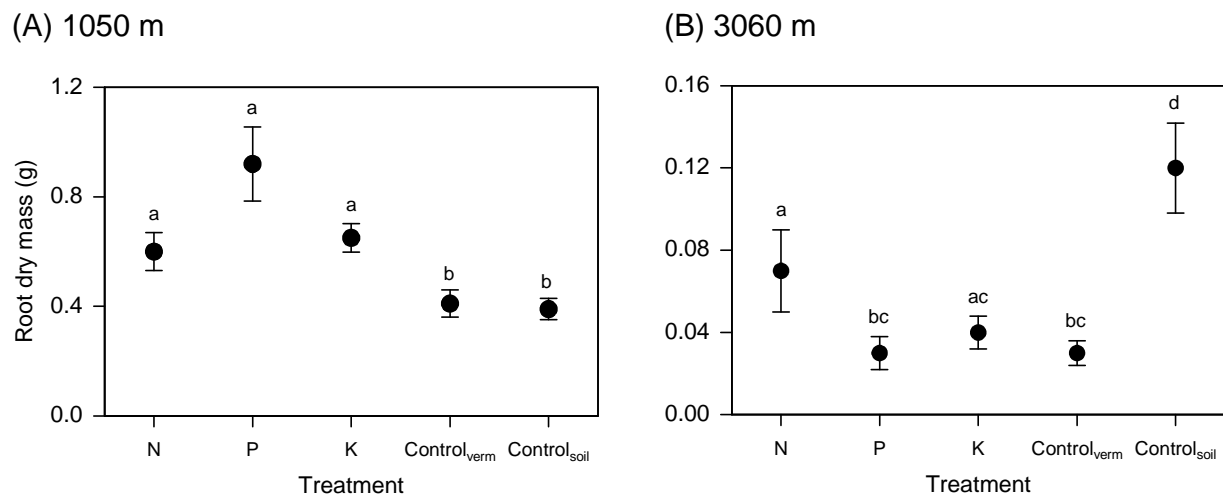 (A) 1050 m
(B) 3060 m
Root dry mass (g)
1.2
0.8
0.4
0.0
a
a
a
b
b
N
P
K
Controlverm
Controlsoil
Treatment
0.16
0.12
0.08
0.04
0.00
a
bc
ac
bc
d
N
P
K
Controlverm
Controlsoil
Treatment